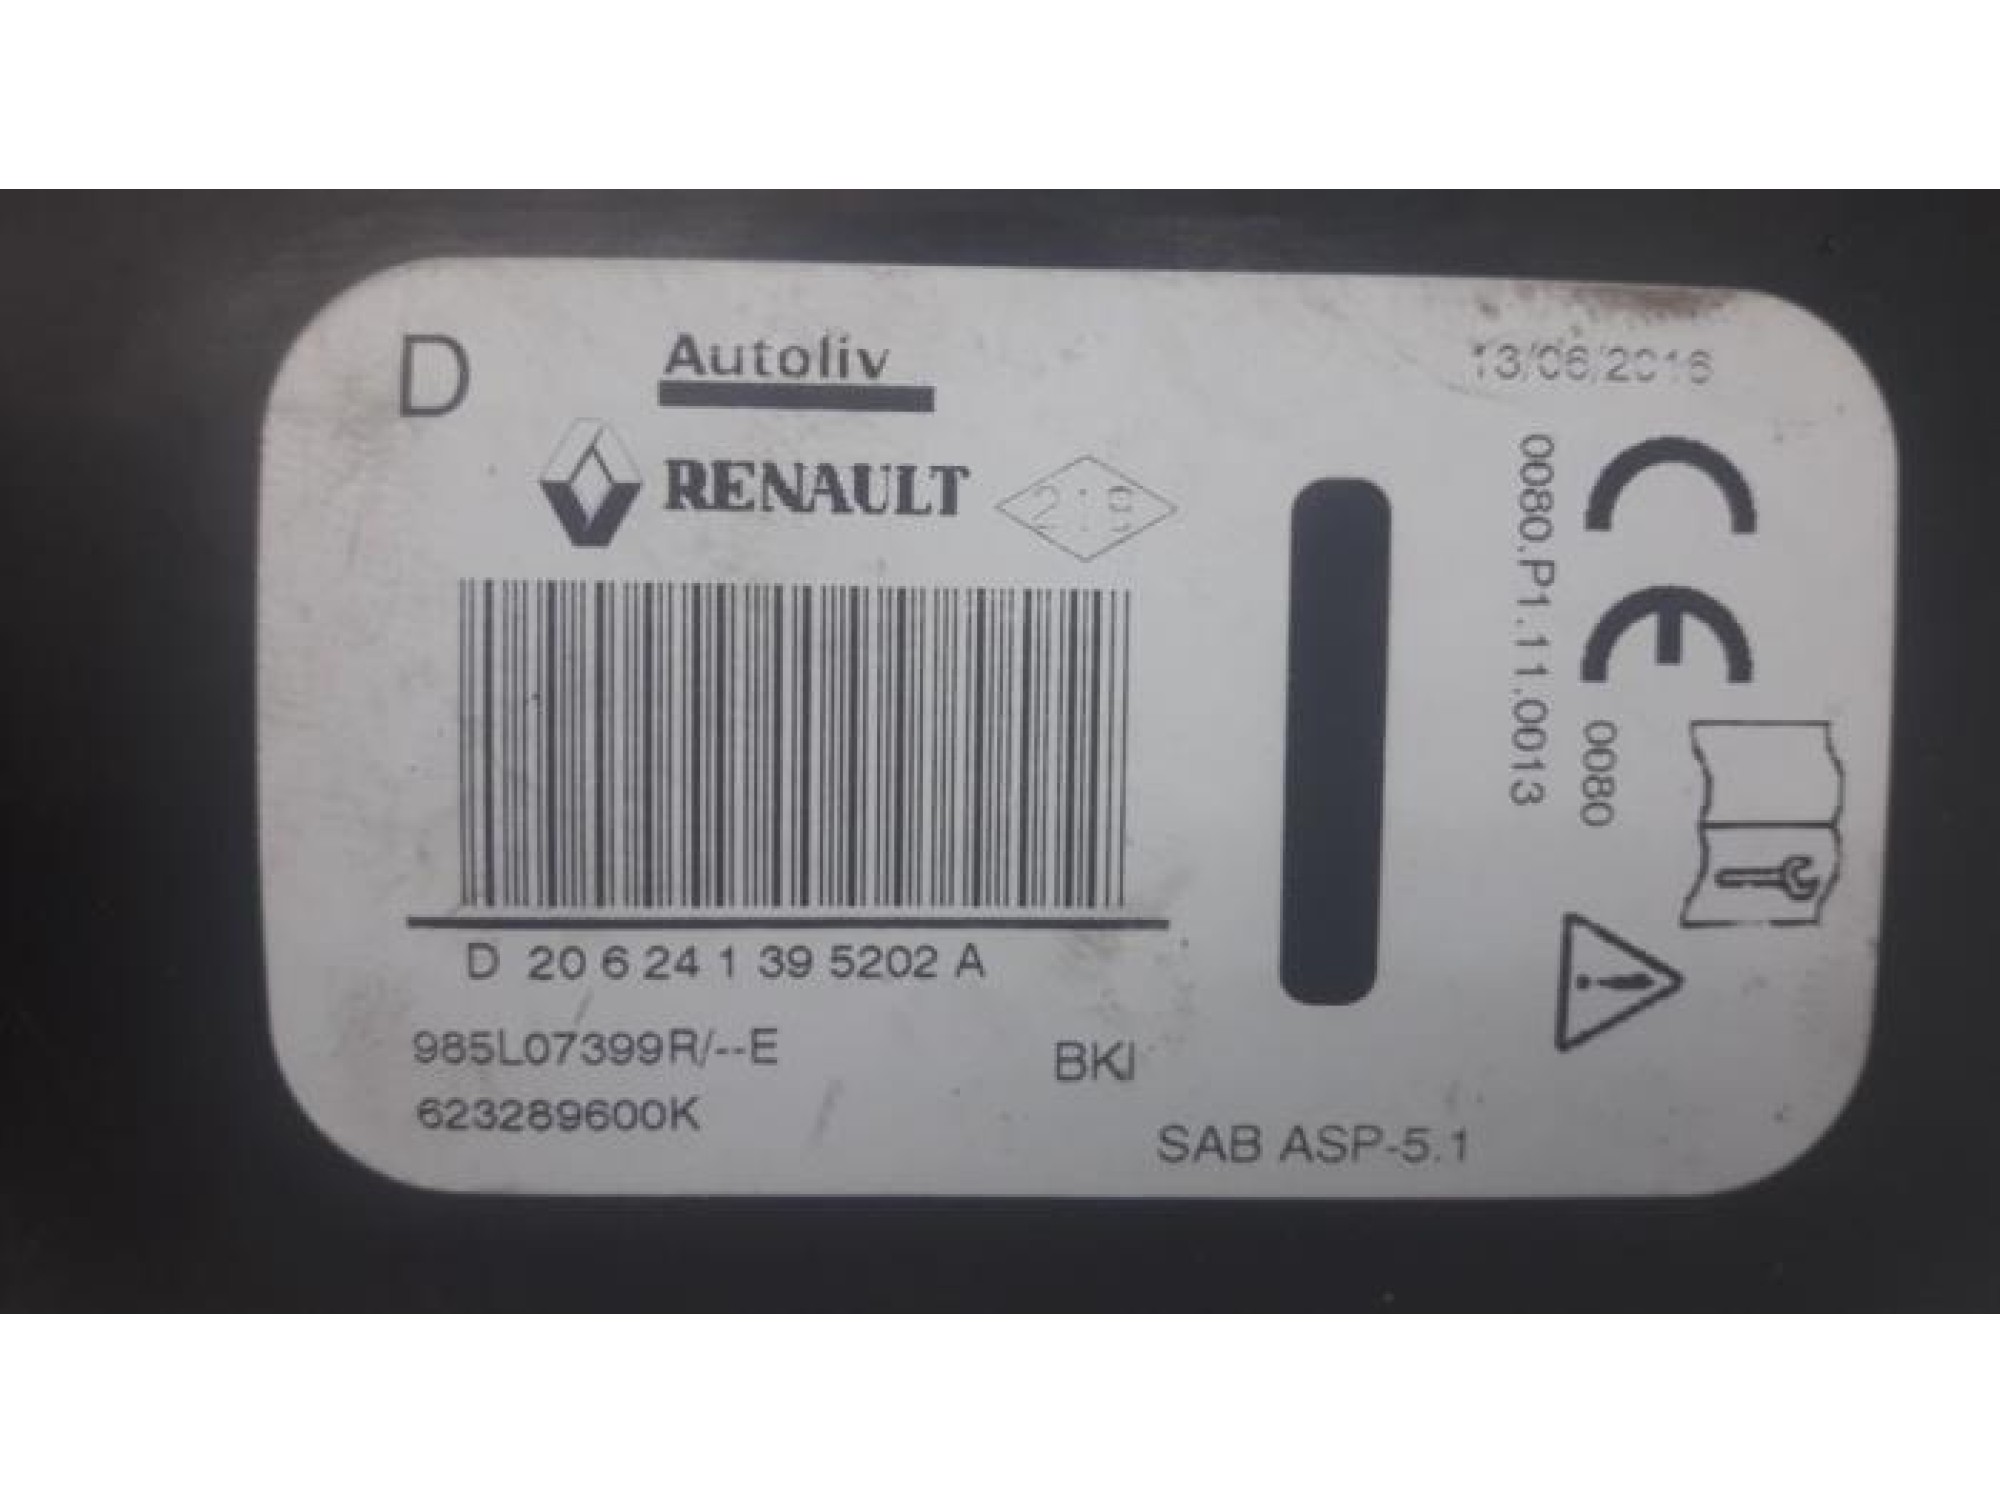 D
Autoliv
13/06/2016
RENAULT
0080.P1.11.0013
CE
0080
D 20 6 24 1 39 5202 A
985L07399R/--E
623289600K
BKI
SAB ASP-5.1